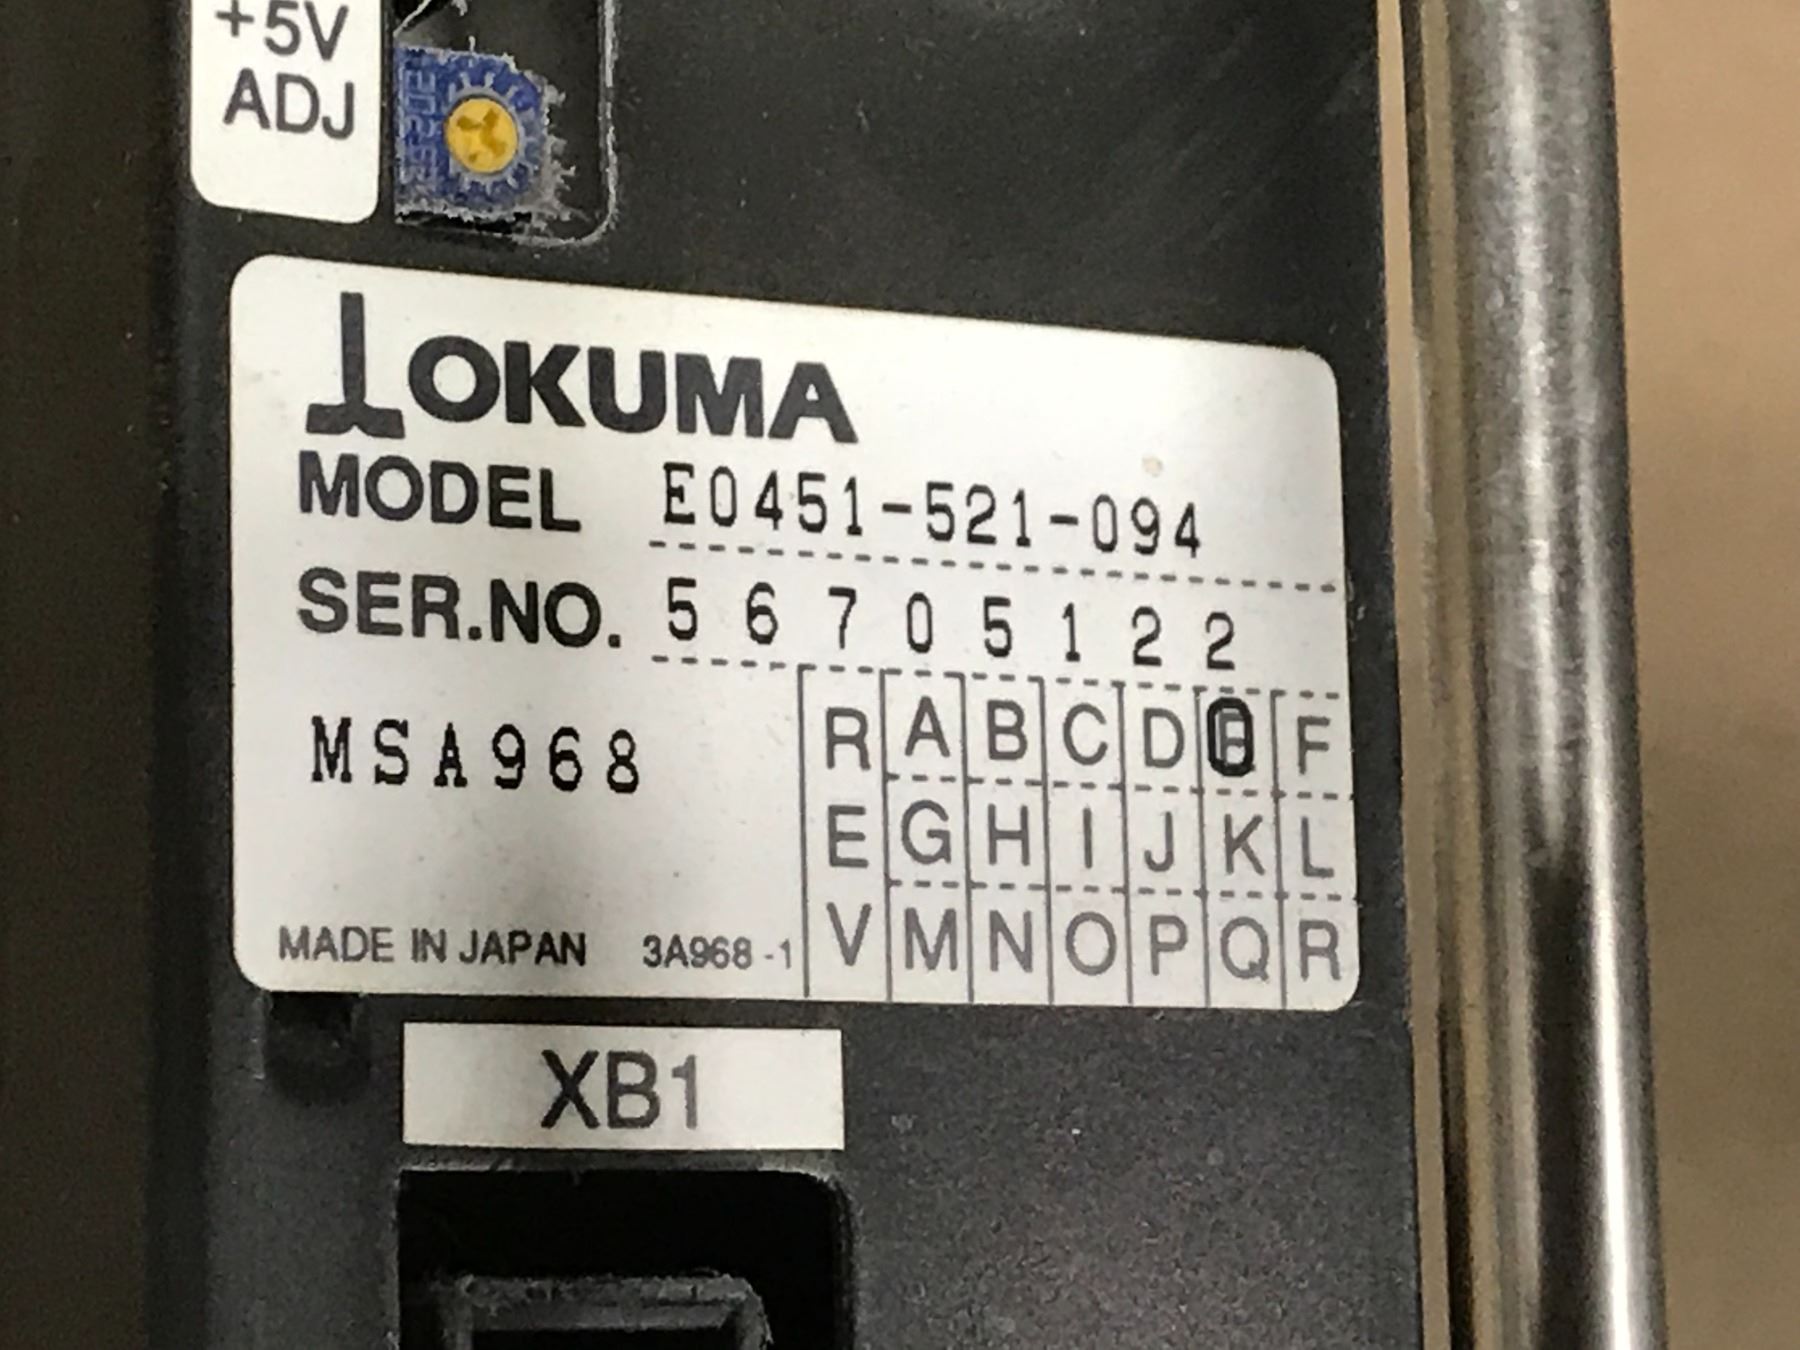 +5V
ADJ
OKUMA
MODEL E0451-521-094
SER.NO. 56705122
MSA968
R A B C D E F
E G H I J K L
V M N O P Q R
MADE IN JAPAN 3A968-1
XB1